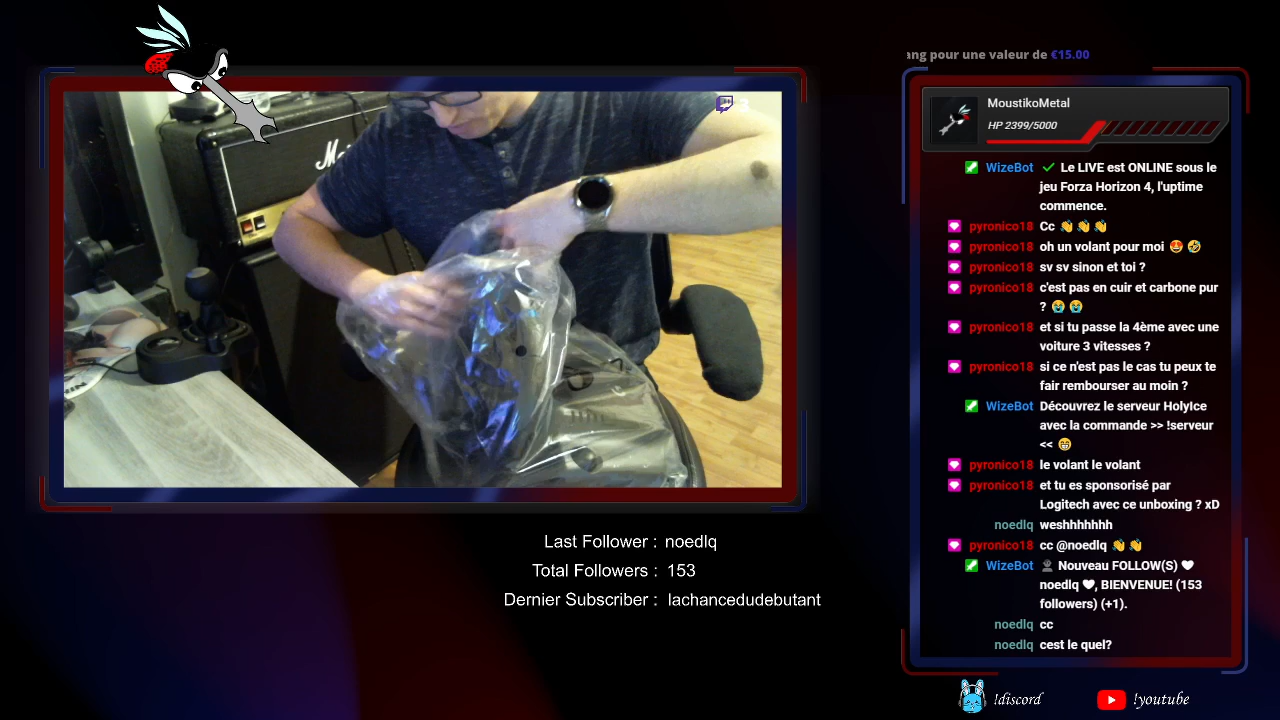 ang pour une valeur de €15.00
MoustikoMetal
HP 2399/5000
WizeBot Le LIVE est ONLINE sous le
jeu Forza Horizon 4, l'uptime
commence.
pyronico18 Cc 👏 👏 👏
pyronico18 oh un volant pour moi 🤩 🤣
pyronico18 sv sv sinon et toi ?
pyronico18 c'est pas en cuir et carbone pur
? 😭 😭
pyronico18 et si tu passe la 4ème avec une
voiture 3 vitesses ?
pyronico18 si ce n'est pas le cas tu peux te
fair rembourser au moin ?
WizeBot Découvrez le serveur HolyIce
avec la commande >> !serveur
<< 😁
pyronico18 le volant le volant
pyronico18 et tu es sponsorisé par
Logitech avec ce unboxing ? xD
noedlq weshhhhhhh
pyronico18 cc @noedlq 👏 👏
WizeBot Nouveau FOLLOW(S) 🤍
noedlq 🤍, BIENVENUE! (153
followers) (+1).
noedlq cc
noedlq cest le quel?
Last Follower : noedlq
Total Followers : 153
Dernier Subscriber : lachancedudebutant
!discord
!youtube